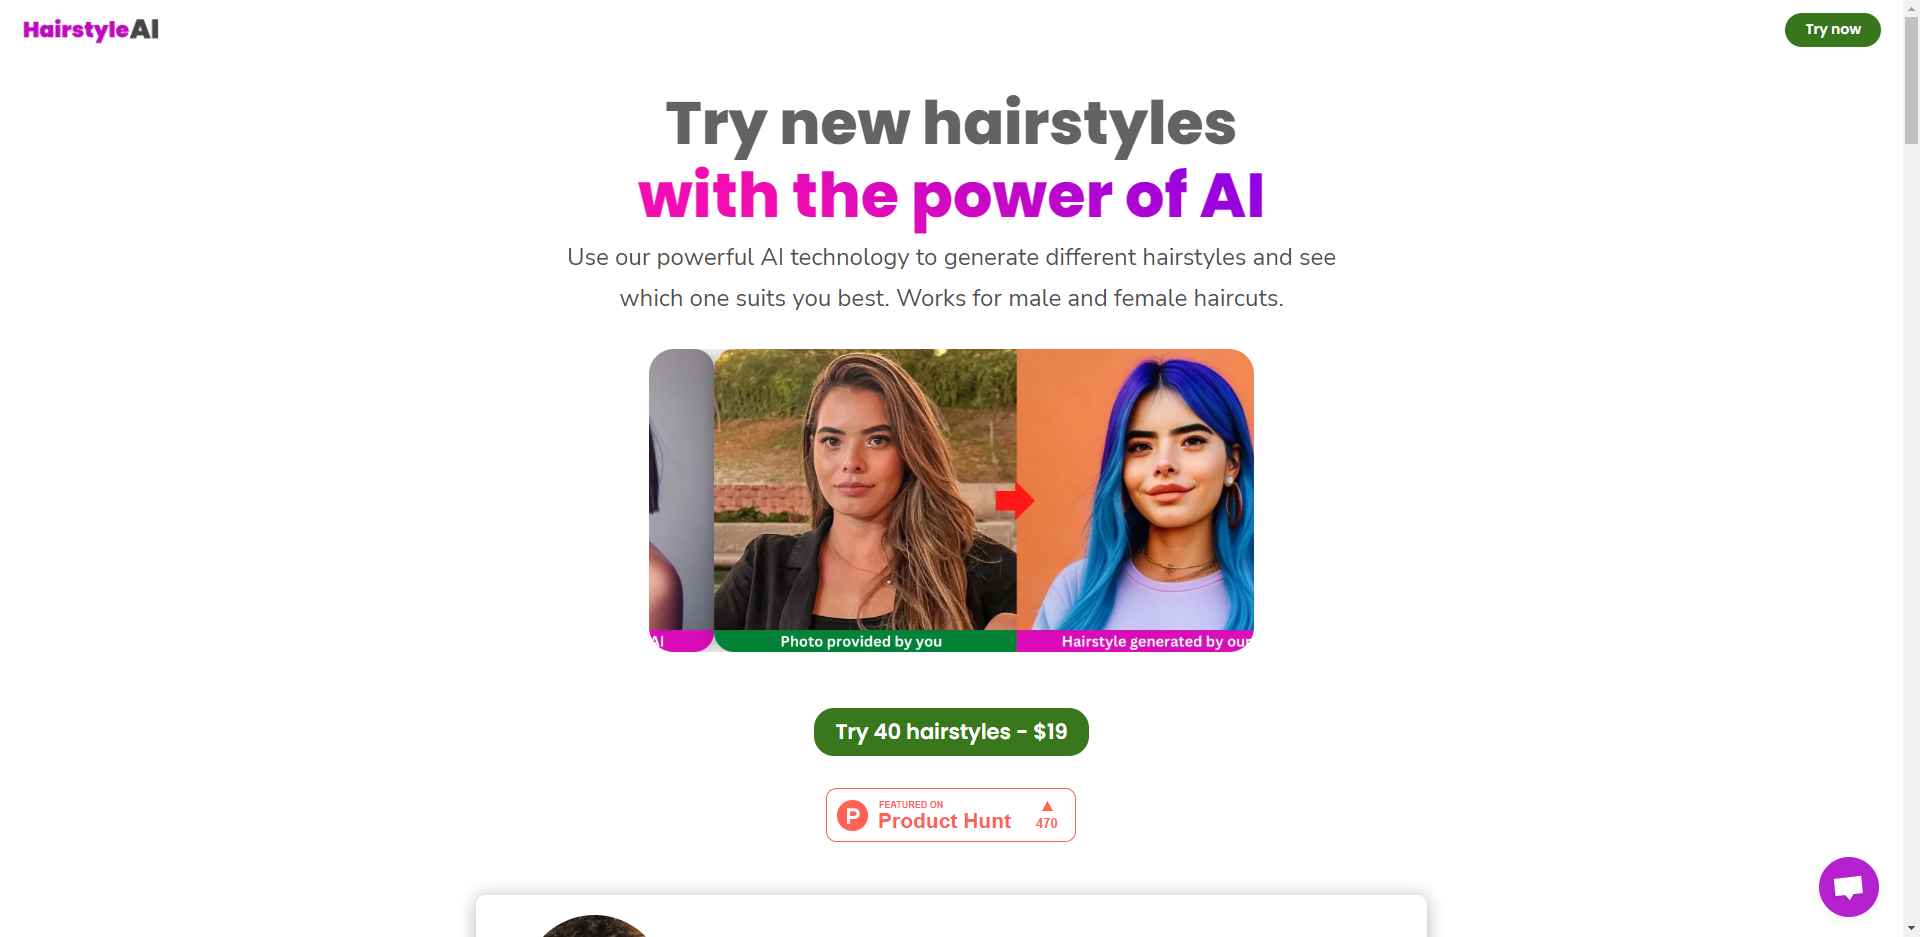 HairstyleAI
Try now
Try new hairstyles
with the power of AI
Use our powerful AI technology to generate different hairstyles and see
which one suits you best. Works for male and female haircuts.
AI
Photo provided by you
Hairstyle generated by our
Try 40 hairstyles - $19
P
FEATURED ON
Product Hunt
470